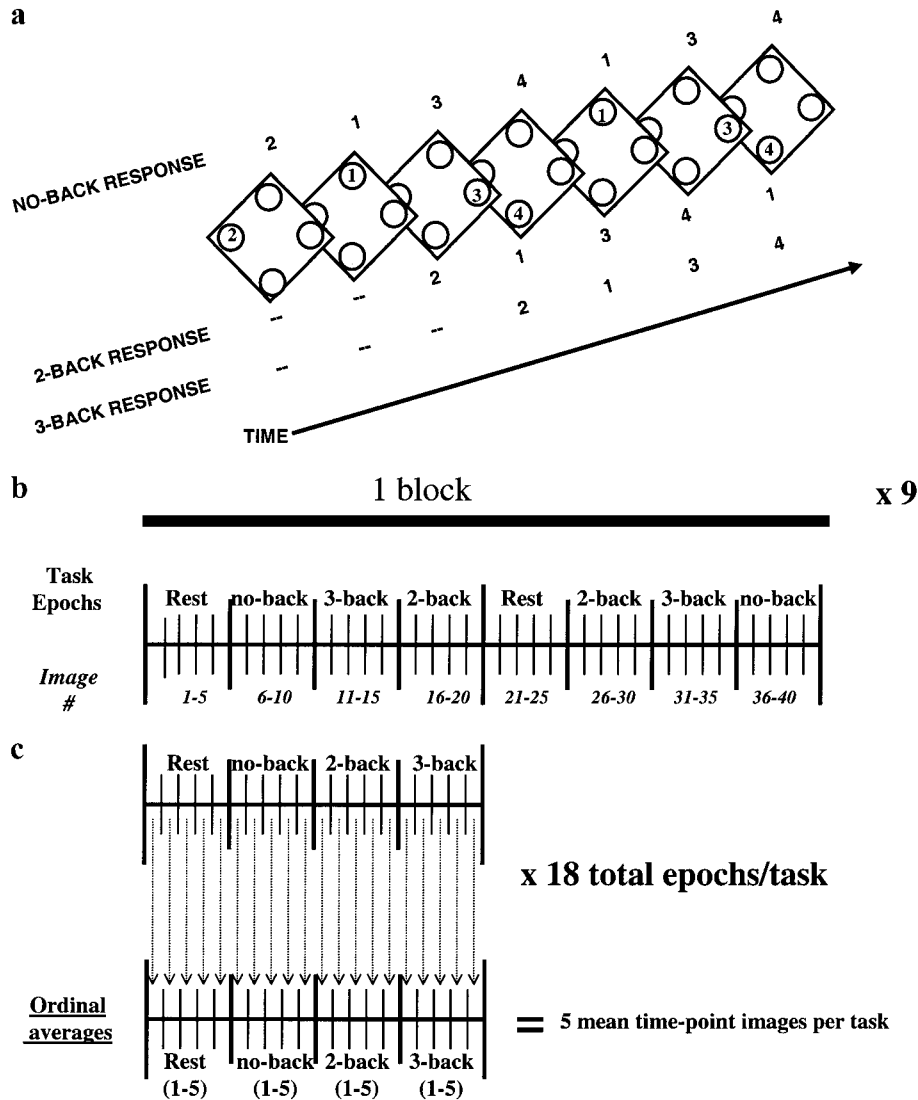 a
NO-BACK RESPONSE
2 1 3 4 1 3 4
2 1 3 4 1 3 4
2-BACK RESPONSE
-- -- 2 1 3 4 1
3-BACK RESPONSE
-- -- -- 2 1 3 4
TIME
b
1 block
x 9
Task
Epochs
Rest no-back 3-back 2-back Rest 2-back 3-back no-back
Image
#
1-5 6-10 11-15 16-20 21-25 26-30 31-35 36-40
c
Rest no-back 2-back 3-back
x 18 total epochs/task
Ordinal
averages
= 5 mean time-point images per task
Rest no-back 2-back 3-back
(1-5) (1-5) (1-5) (1-5)